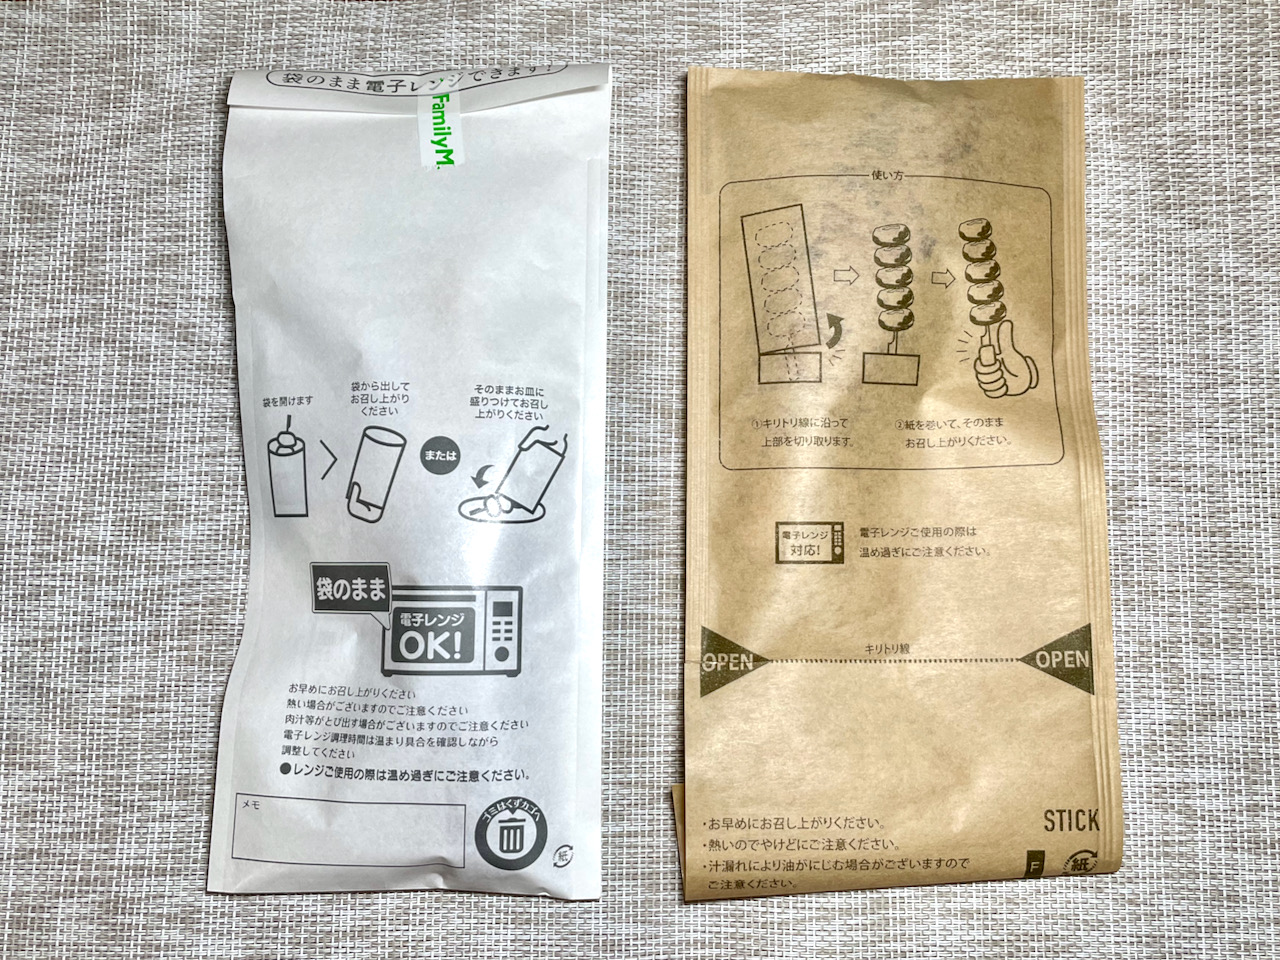 袋のまま電子レンジできます!
FamilyM
袋を開けます
袋から出して
お召し上がり
ください
または
そのままお皿に
盛りつけてお召し
上がりください
袋のまま
電子レンジ
OK!
お早めにお召し上がりください
熱い場合がございますのでご注意ください
肉汁等がとび出す場合がございますのでご注意ください
電子レンジ調理時間は温まり具合を確認しながら
調整してください
●レンジご使用の際は温め過ぎにご注意ください。
メモ
ゴミはくずカゴへ
紙
使い方
①キリトリ線に沿って
上部を切り取ります。
②紙を巻いて、そのまま
お召し上がりください。
電子レンジ
対応!
電子レンジご使用の際は
温め過ぎにご注意ください。
キリトリ線
OPEN
OPEN
STICK
・お早めにお召し上がりください。
・熱いのでやけどにご注意ください。
・汁漏れにより油がにじむ場合がございますので
ご注意ください。
F
紙